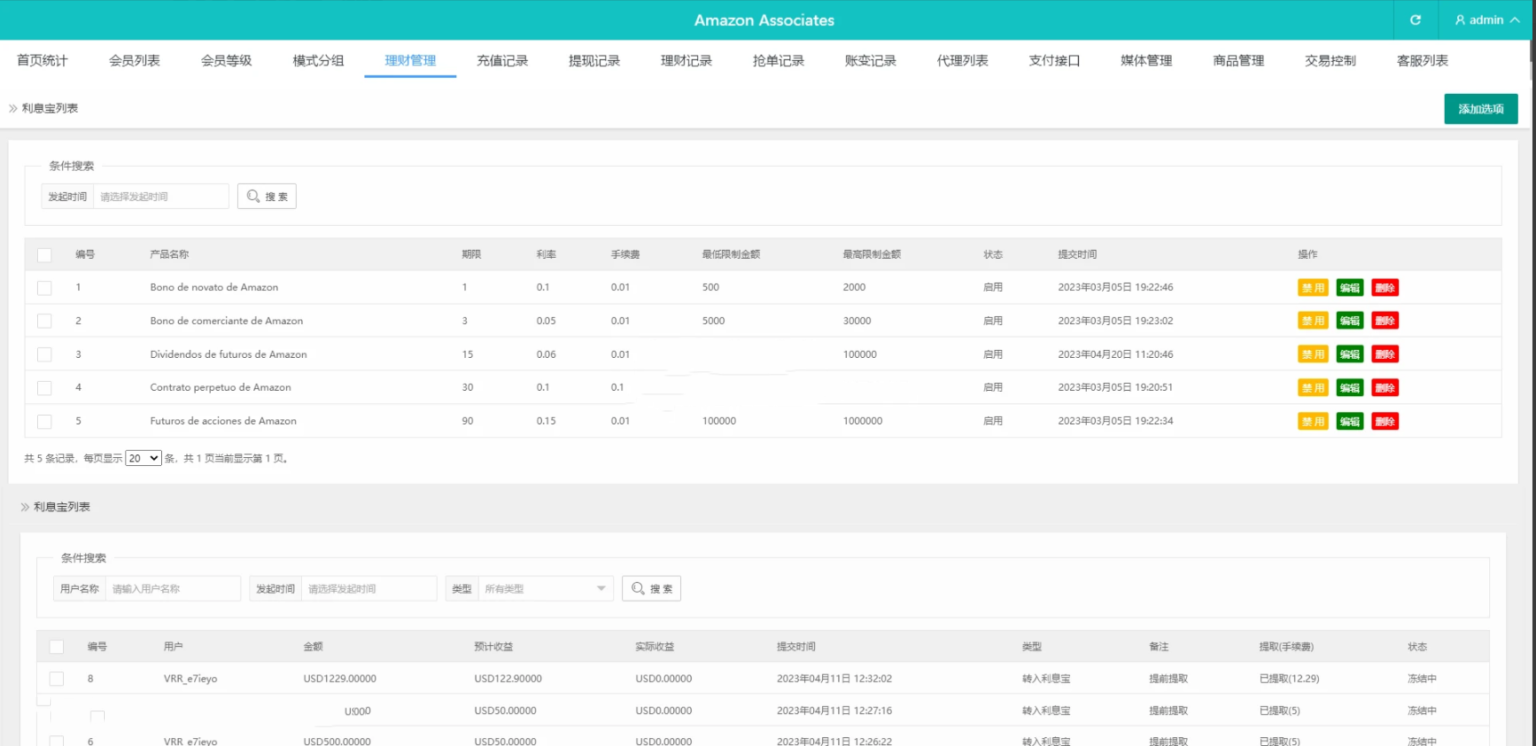 Amazon Associates
admin
首页统计 会员列表 会员等级 模式分组 理财管理 充值记录 提现记录 理财记录 抢单记录 账变记录 代理列表 支付接口 媒体管理 商品管理 交易控制 客服列表
利息宝列表 添加选项
条件搜索
发起时间 请选择发起时间 搜 索
编号 产品名称 期限 利率 手续费 最低限制金额 最高限制金额 状态 提交时间 操作
1 Bono de novato de Amazon 1 0.1 0.01 500 2000 启用 2023年03月05日 19:22:46 禁 用 编辑 删除
2 Bono de comerciante de Amazon 3 0.05 0.01 5000 30000 启用 2023年03月05日 19:23:02 禁 用 编辑 删除
3 Dividendos de futuros de Amazon 15 0.06 0.01 100000 启用 2023年04月20日 11:20:46 禁 用 编辑 删除
4 Contrato perpetuo de Amazon 30 0.1 0.1 启用 2023年03月05日 19:20:51 禁 用 编辑 删除
5 Futuros de acciones de Amazon 90 0.15 0.01 100000 1000000 启用 2023年03月05日 19:22:34 禁 用 编辑 删除
共 5 条记录，每页显示 20 条，共 1 页当前显示第 1 页。
利息宝列表
条件搜索
用户名称 请输入用户名称 发起时间 请选择发起时间 类型 所有类型 搜 索
编号 用户 金额 预计收益 实际收益 提交时间 类型 备注 提取(手续费) 状态
8 VRR_e7ieyo USD1229.00000 USD122.90000 USD0.00000 2023年04月11日 12:32:02 转入利息宝 提前提取 已提取(12.29) 冻结中
USD50.00000 USD0.00000 2023年04月11日 12:27:16 转入利息宝 提前提取 已提取(5) 冻结中
6 VRR_e7ieyo USD500.00000 USD50.00000 USD0.00000 2023年04月11日 12:26:22 转入利息宝 提前提取 已提取(5) 冻结中